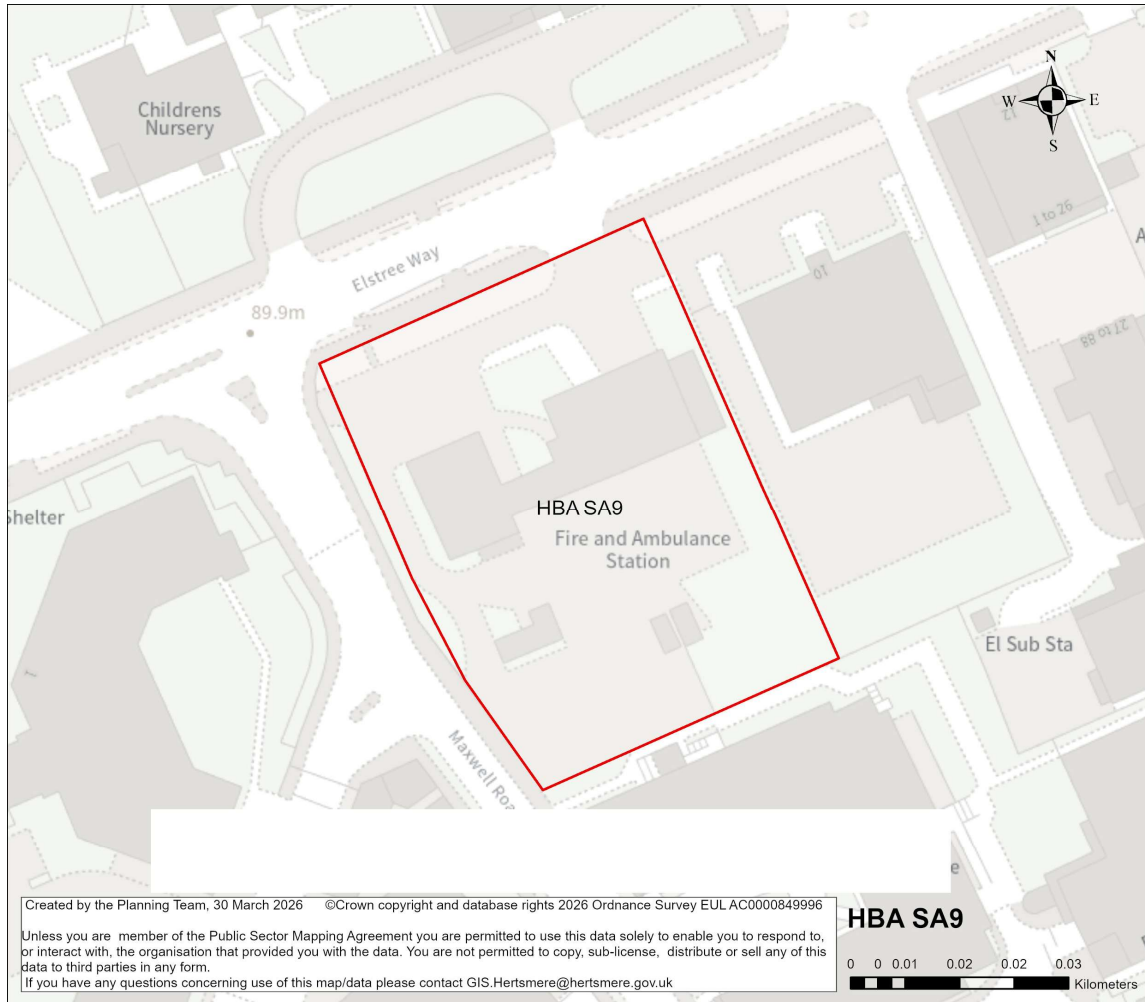 Childrens
Nursery
N
W E
S
12
1 to 26
Elstree Way
10
89.9m
27 to 88
HBA SA9
Shelter
Fire and Ambulance
Station
El Sub Sta
1
Maxwell Roa
e
Created by the Planning Team, 30 March 2026 ©Crown copyright and database rights 2026 Ordnance Survey EUL AC0000849996
Unless you are member of the Public Sector Mapping Agreement you are permitted to use this data solely to enable you to respond to,
or interact with, the organisation that provided you with the data. You are not permitted to copy, sub-license, distribute or sell any of this
data to third parties in any form.
If you have any questions concerning use of this map/data please contact GIS.Hertsmere@hertsmere.gov.uk
HBA SA9
0 0 0.01 0.02 0.02 0.03
Kilometers